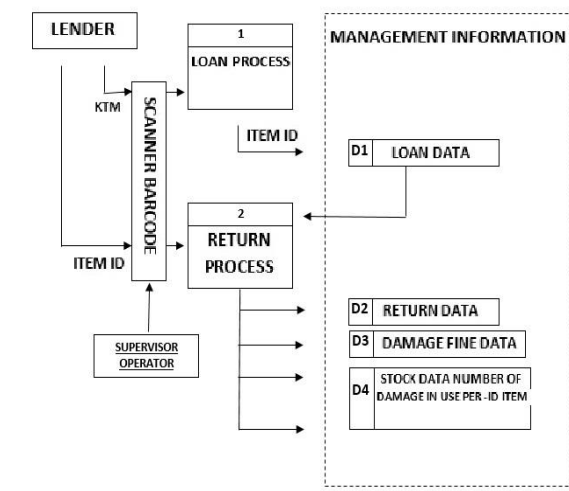 LENDER
1
LOAN PROCESS
MANAGEMENT INFORMATION
KTM
SCANNER BARCODE
ITEM ID
D1 LOAN DATA
2
RETURN
PROCESS
ITEM ID
SUPERVISOR
OPERATOR
D2 RETURN DATA
D3 DAMAGE FINE DATA
D4 STOCK DATA NUMBER OF
DAMAGE IN USE PER-ID ITEM